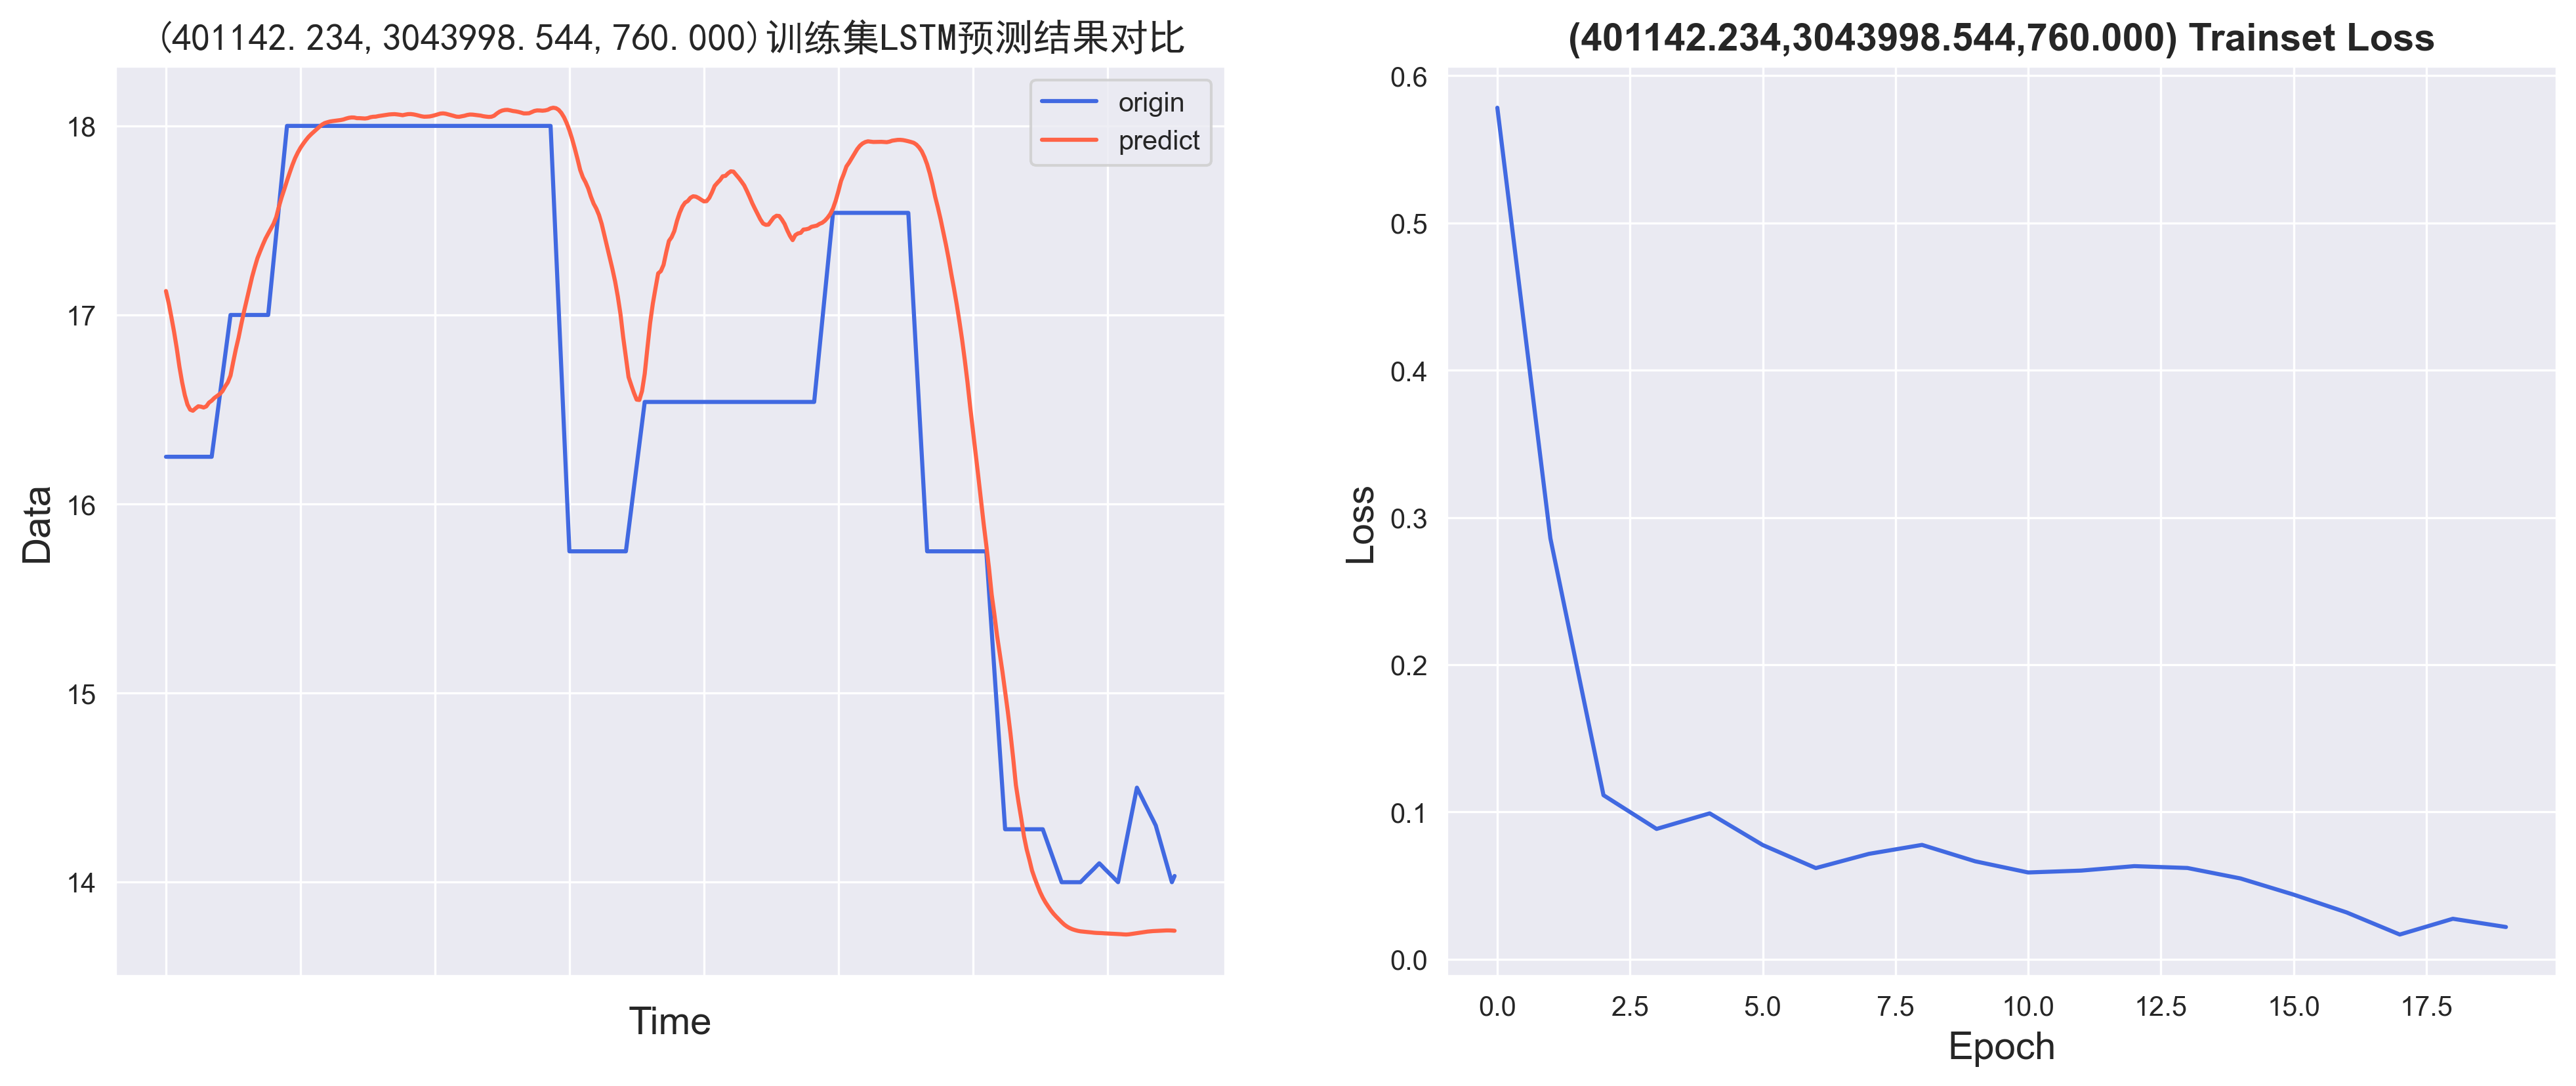 (401142.234,3043998.544,760.000)训练集LSTM预测结果对比
origin
predict
18
17
16
15
14
Data
Time
(401142.234,3043998.544,760.000) Trainset Loss
0.6
0.5
0.4
0.3
0.2
0.1
0.0
Loss
0.0 2.5 5.0 7.5 10.0 12.5 15.0 17.5
Epoch